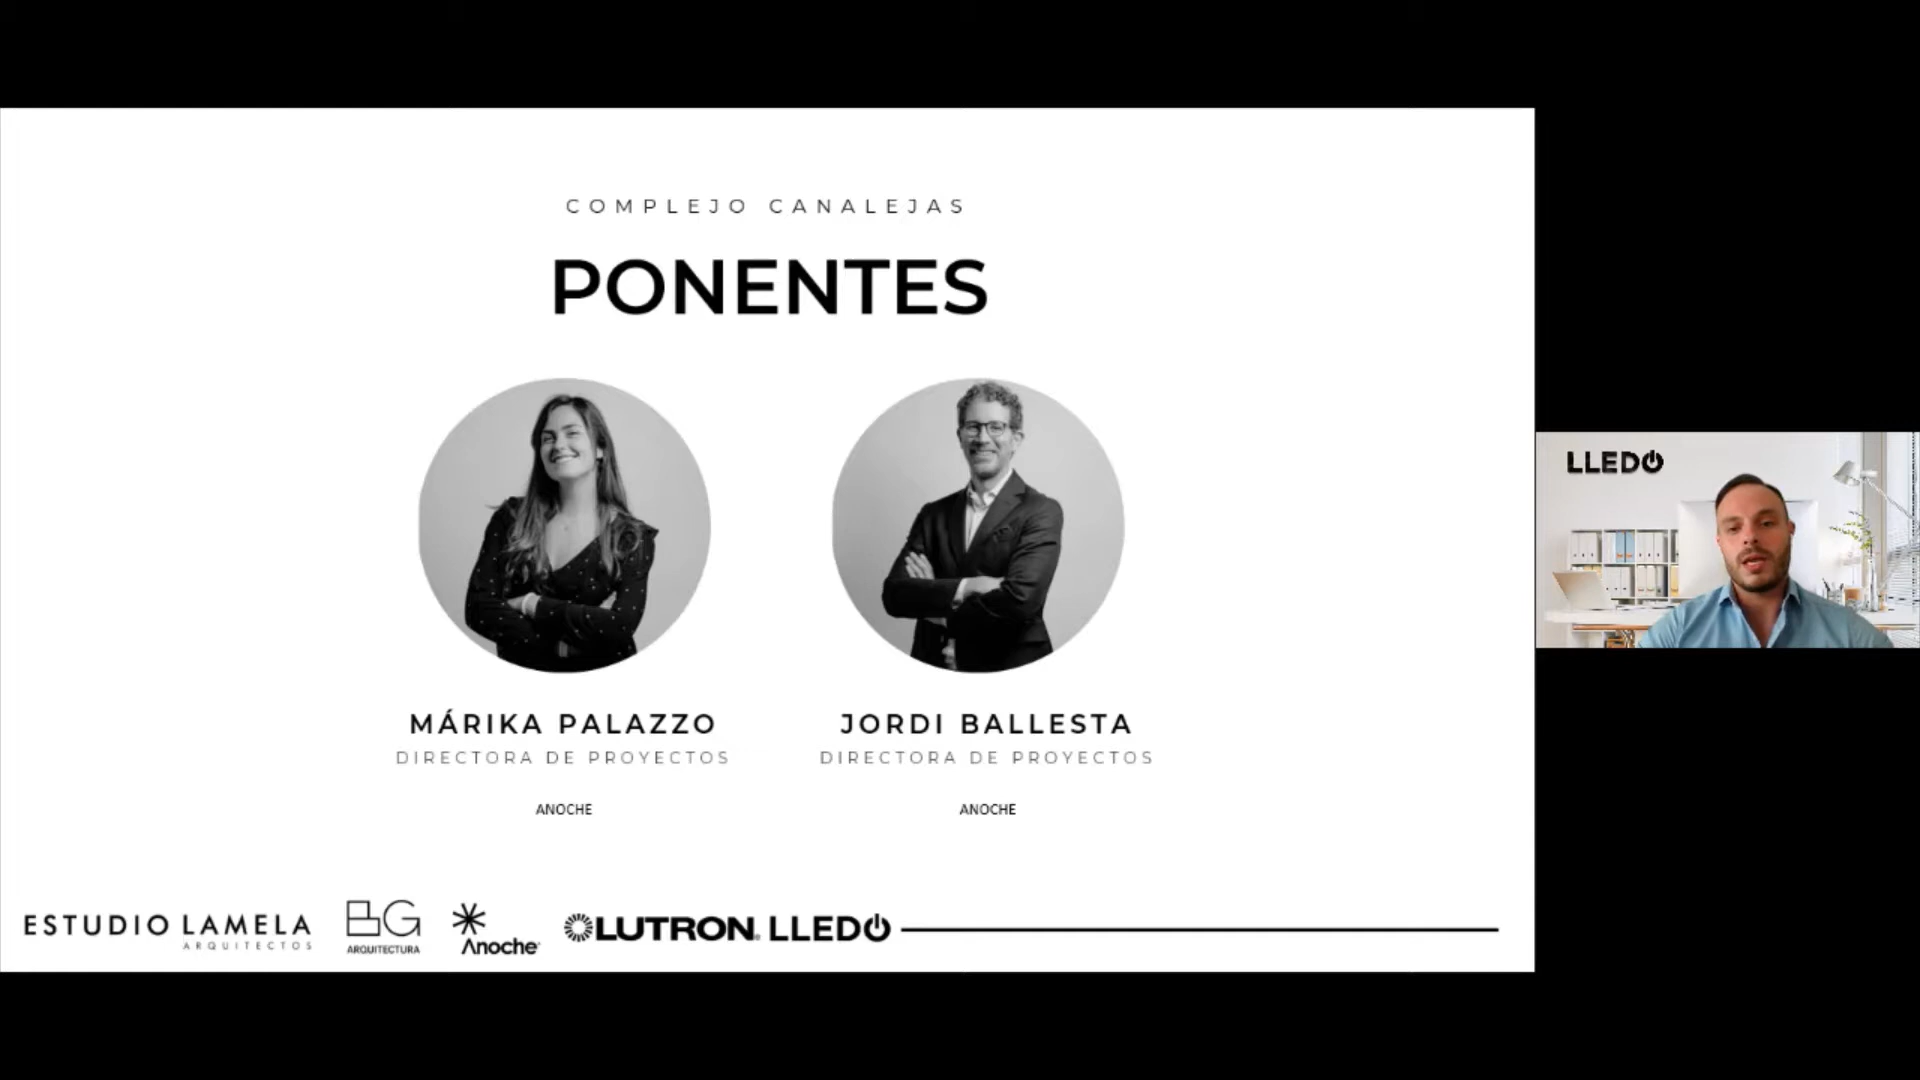 COMPLEJO CANALEJAS
PONENTES
MÁRIKA PALAZZO
DIRECTORA DE PROYECTOS
ANOCHE
JORDI BALLESTA
DIRECTORA DE PROYECTOS
ANOCHE
ESTUDIO LAMELA
ARQUITECTOS
BG
ARQUITECTURA
Anoche
LUTRON
LLEDO
LLEDO